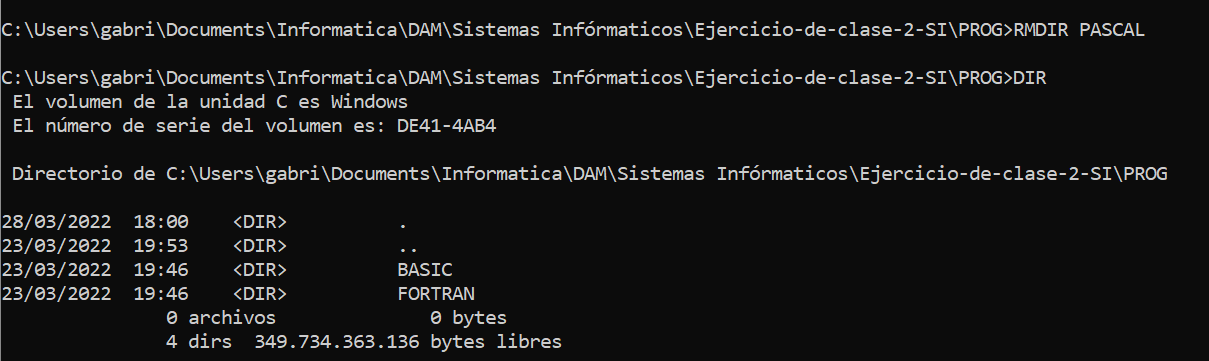 C:\Users\gabri\Documents\Informatica\DAM\Sistemas Infórmaticos\Ejercicio-de-clase-2-SI\PROG>RMDIR PASCAL
C:\Users\gabri\Documents\Informatica\DAM\Sistemas Infórmaticos\Ejercicio-de-clase-2-SI\PROG>DIR
El volumen de la unidad C es Windows
El número de serie del volumen es: DE41-4AB4
Directorio de C:\Users\gabri\Documents\Informatica\DAM\Sistemas Infórmaticos\Ejercicio-de-clase-2-SI\PROG
28/03/2022  18:00    <DIR>          .
23/03/2022  19:53    <DIR>          ..
23/03/2022  19:46    <DIR>          BASIC
23/03/2022  19:46    <DIR>          FORTRAN
0 archivos              0 bytes
4 dirs  349.734.363.136 bytes libres